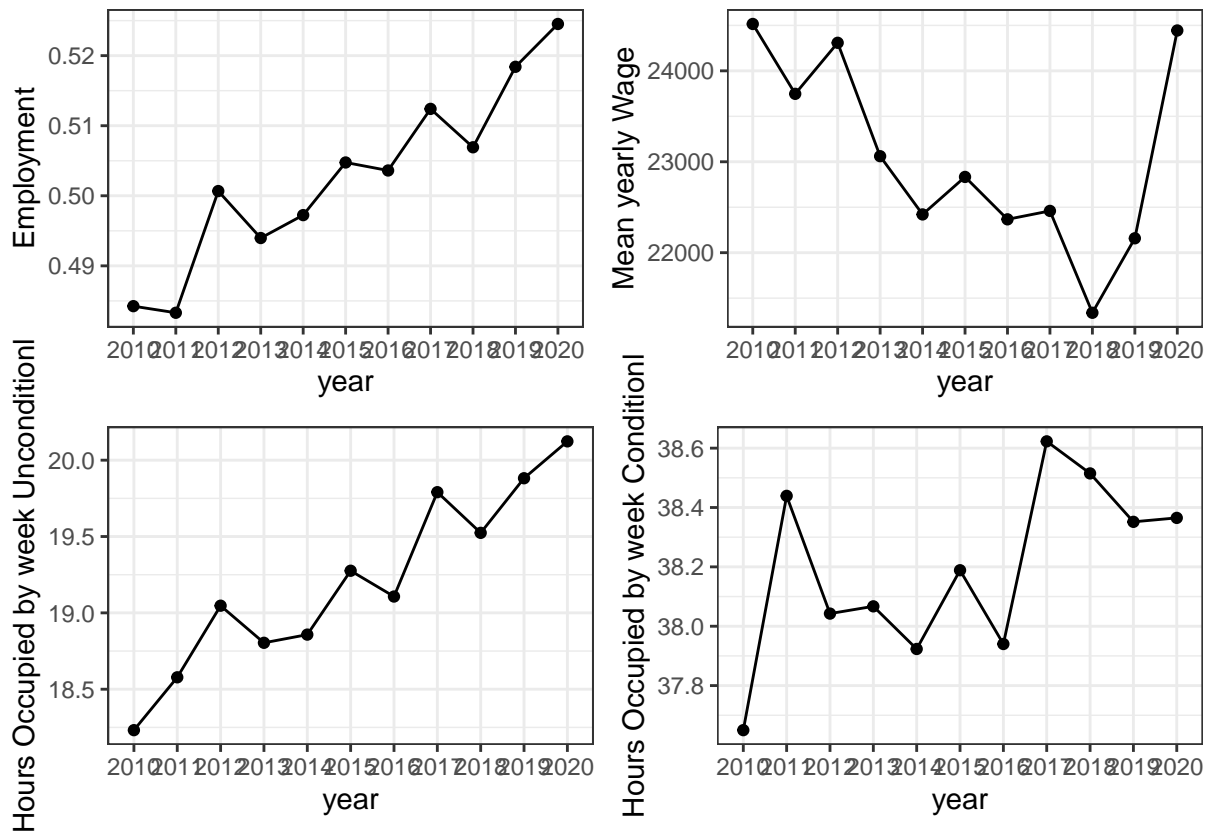 Employment
0.52
0.51
0.50
0.49
2010 2011 2012 2013 2014 2015 2016 2017 2018 2019 2020
year
Mean yearly Wage
24000
23000
22000
2010 2011 2012 2013 2014 2015 2016 2017 2018 2019 2020
year
Hours Occupied by week Unconditionl
20.0
19.5
19.0
18.5
2010 2011 2012 2013 2014 2015 2016 2017 2018 2019 2020
year
Hours Occupied by week Conditionl
38.6
38.4
38.2
38.0
37.8
2010 2011 2012 2013 2014 2015 2016 2017 2018 2019 2020
year